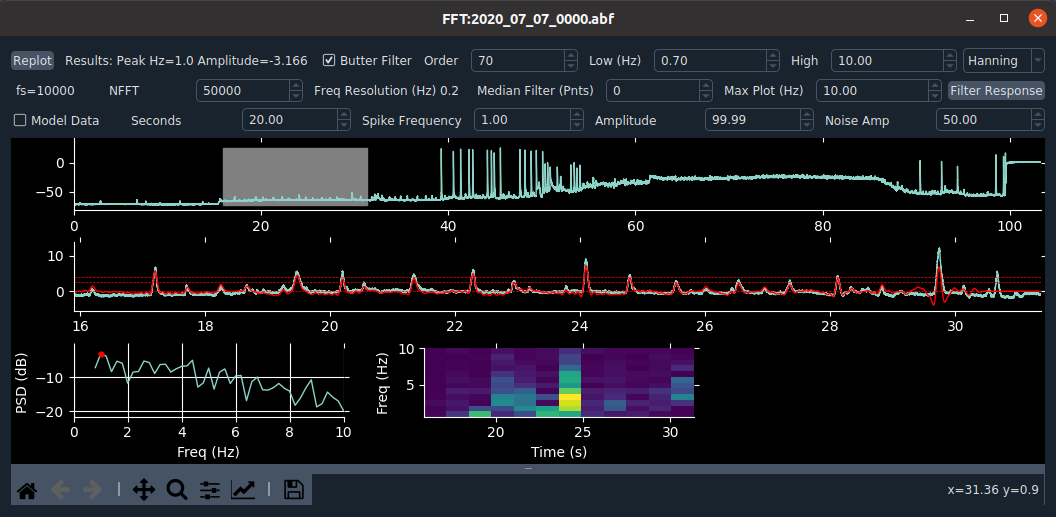 FFT:2020_07_07_0000.abf
Replot Results: Peak Hz=1.0 Amplitude=-3.166 Butter Filter Order 70 Low (Hz) 0.70 High 10.00 Hanning
fs=10000 NFFT 50000 Freq Resolution (Hz) 0.2 Median Filter (Pnts) 0 Max Plot (Hz) 10.00 Filter Response
Model Data Seconds 20.00 Spike Frequency 1.00 Amplitude 99.99 Noise Amp 50.00
0
−50
0 20 40 60 80 100
10
0
16 18 20 22 24 26 28 30
PSD (dB)
−10
−20
0 2 4 6 8 10
Freq (Hz)
Freq (Hz)
10
5
20 25 30
Time (s)
x=31.36 y=0.9